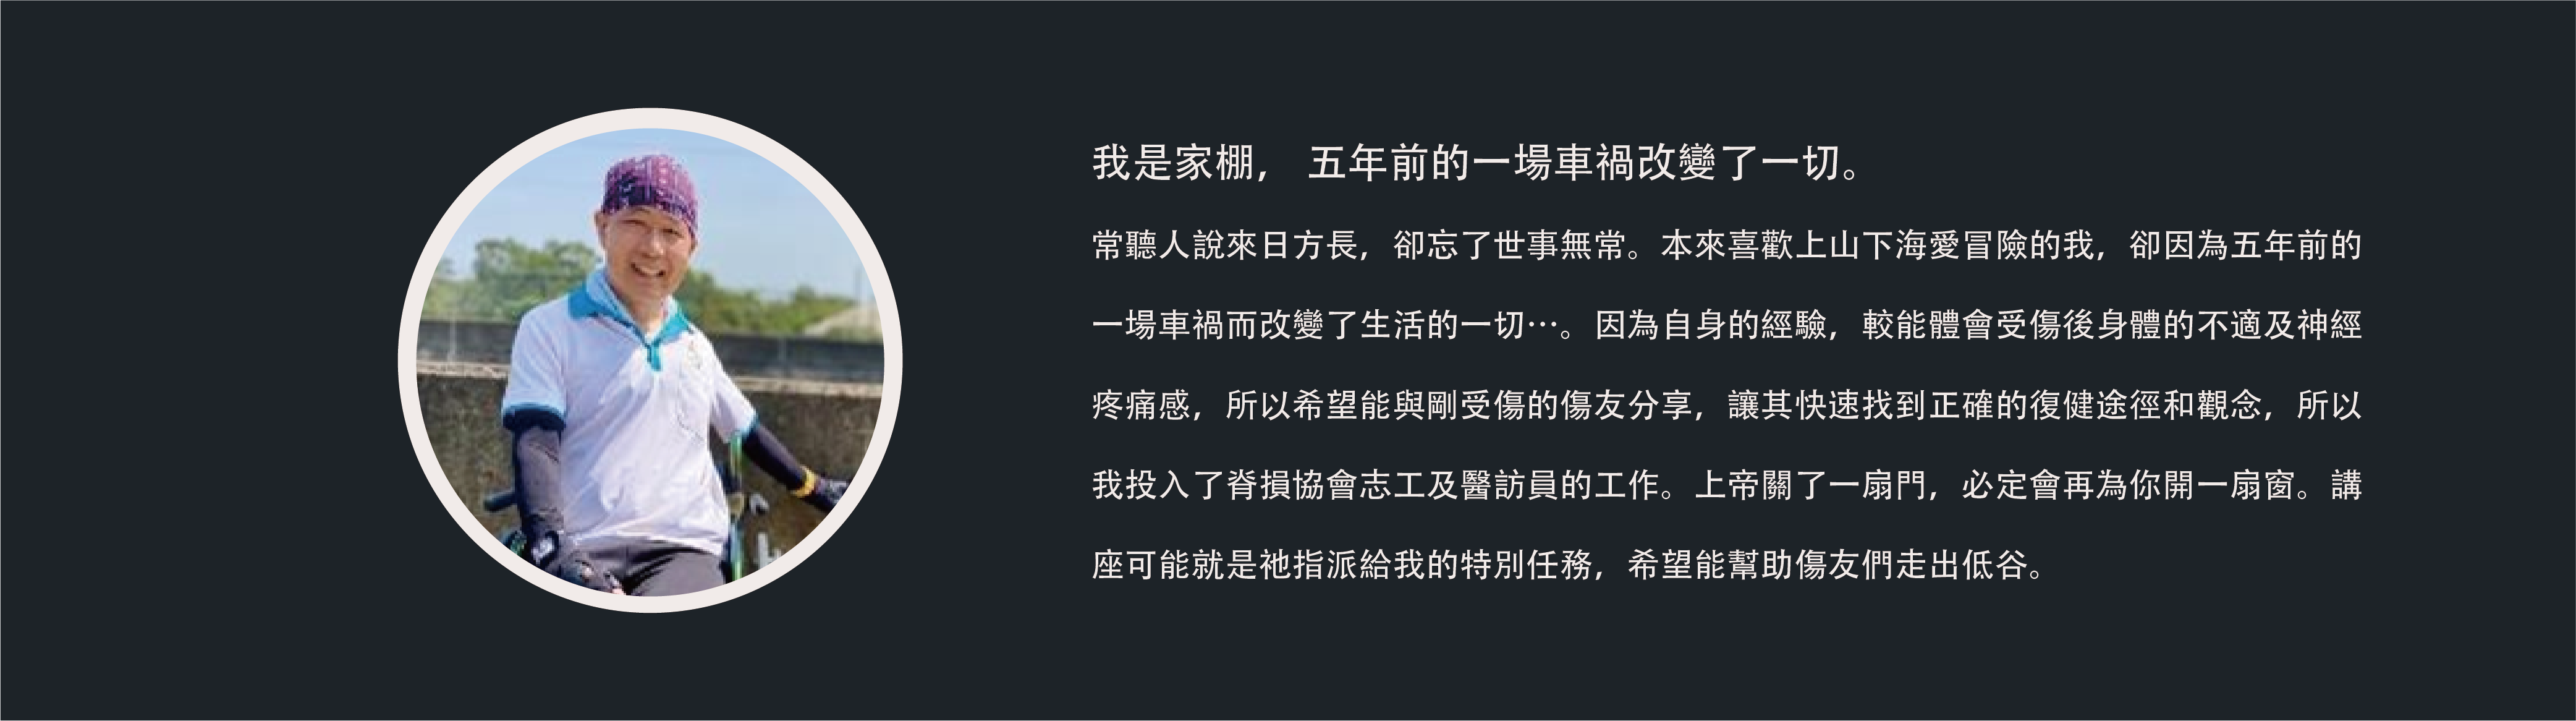 我是家棚， 五年前的一場車禍改變了一切。
常聽人說來日方長，卻忘了世事無常。本來喜歡上山下海愛冒險的我，卻因為五年前的
一場車禍而改變了生活的一切⋯。因為自身的經驗，較能體會受傷後身體的不適及神經
疼痛感，所以希望能與剛受傷的傷友分享，讓其快速找到正確的復健途徑和觀念，所以
我投入了脊損協會志工及醫訪員的工作。上帝關了一扇門，必定會再為你開一扇窗。講
座可能就是祂指派給我的特別任務，希望能幫助傷友們走出低谷。